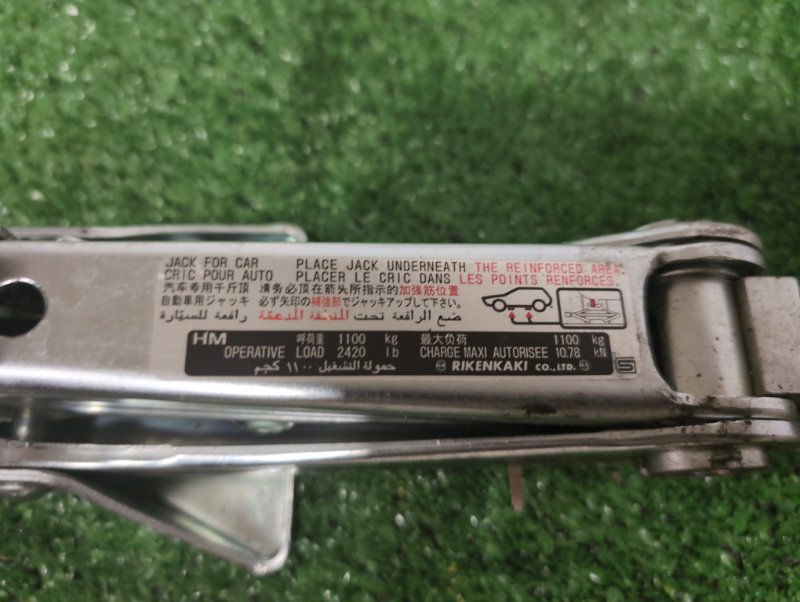 JACK FOR CAR PLACE JACK UNDERNEATH THE REINFORCED AREA.
CRIC POUR AUTO PLACER LE CRIC DANS LES POINTS RENFORCES.
汽车专用千斤顶 请务必顶在箭头所指示的加强筋位置
自動車用ジャッキ 必ず矢印の補強部でジャッキアップして下さい。
ضع الرافعة تحت المنطقة المدعمة رافعة للسيّارة
HM 呼荷重 1100 kg 最大负荷 1100 kg
OPERATIVE LOAD 2420 lb CHARGE MAXI AUTORISEE 10.78 kN
حمولة التشغيل ١١٠٠ كجم RIKENKAKI CO.,LTD.